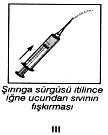 Şırınga sürgüsü itilince
iğne ucundan sıvının
fışkırması
III